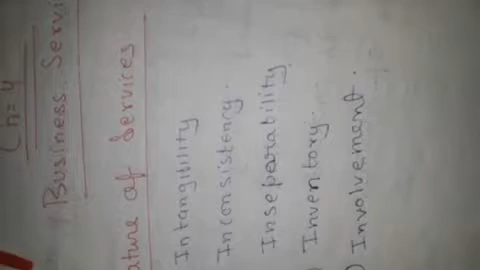 Ch=4
Business Servi
ature of Services
Intangibility
Inconsistency.
Inseparability
Inventory.
) Involvement.